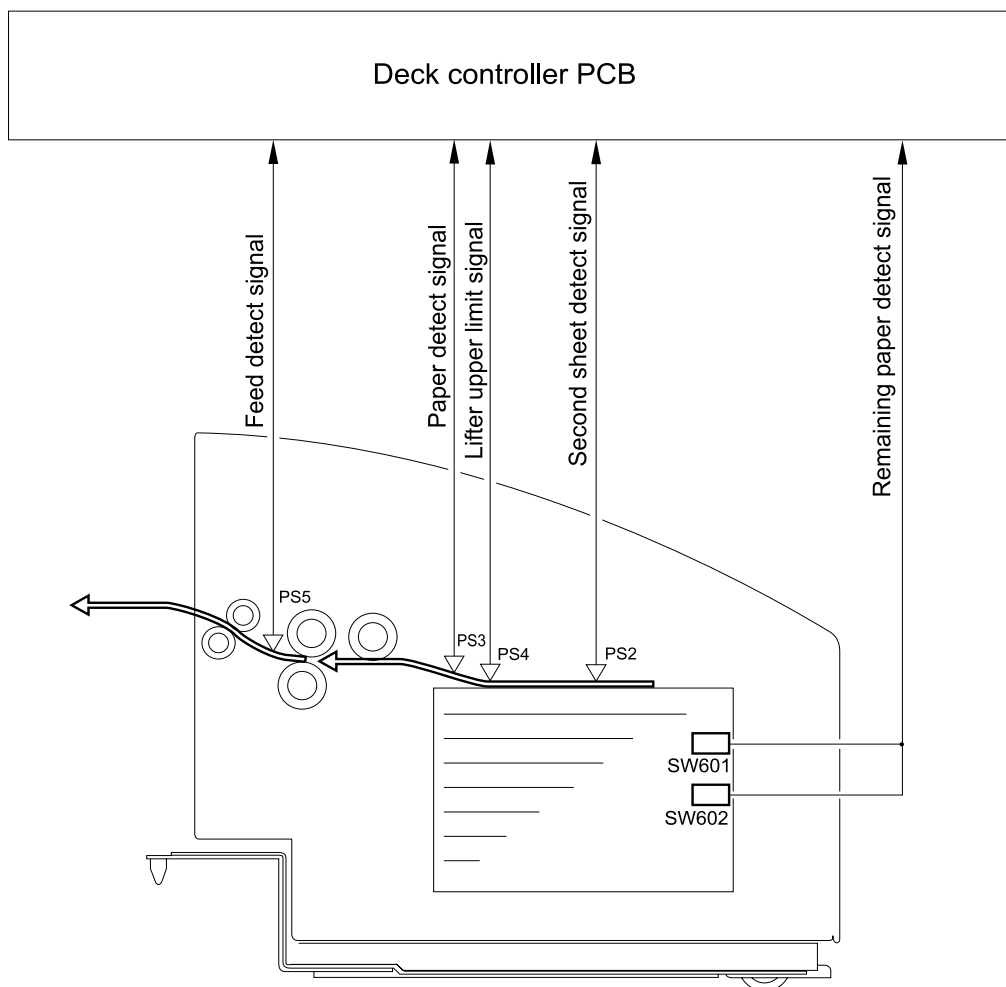 Deck controller PCB
Feed detect signal
Paper detect signal
Lifter upper limit signal
Second sheet detect signal
Remaining paper detect signal
PS5
PS3
PS4
PS2
SW601
SW602